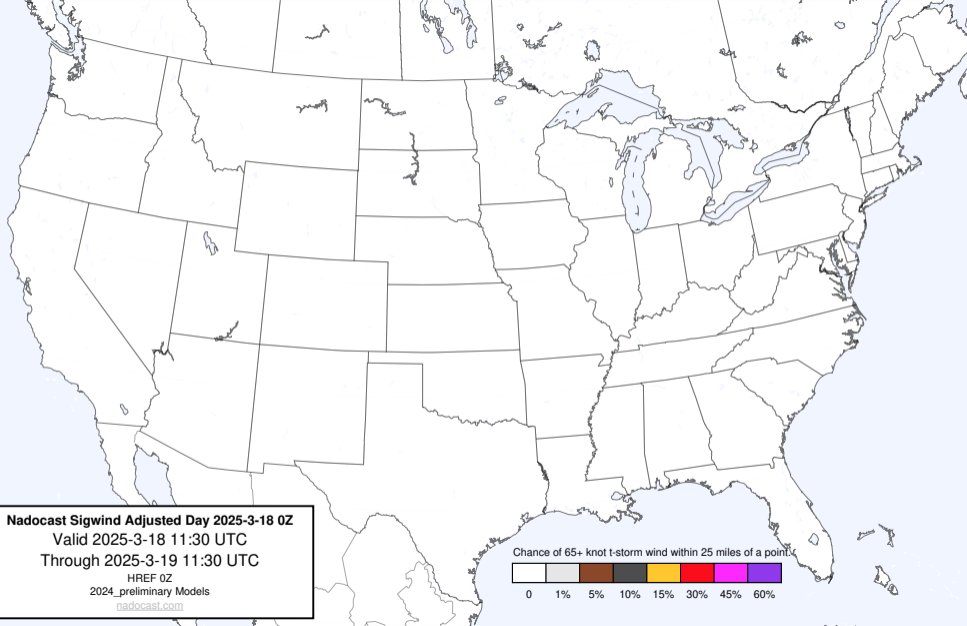 Nadocast Sigwind Adjusted Day 2025-3-18 0Z
Valid 2025-3-18 11:30 UTC
Through 2025-3-19 11:30 UTC
HREF 0Z
2024_preliminary Models
nadocast.com
Chance of 65+ knot t-storm wind within 25 miles of a point.
0 1% 5% 10% 15% 30% 45% 60%